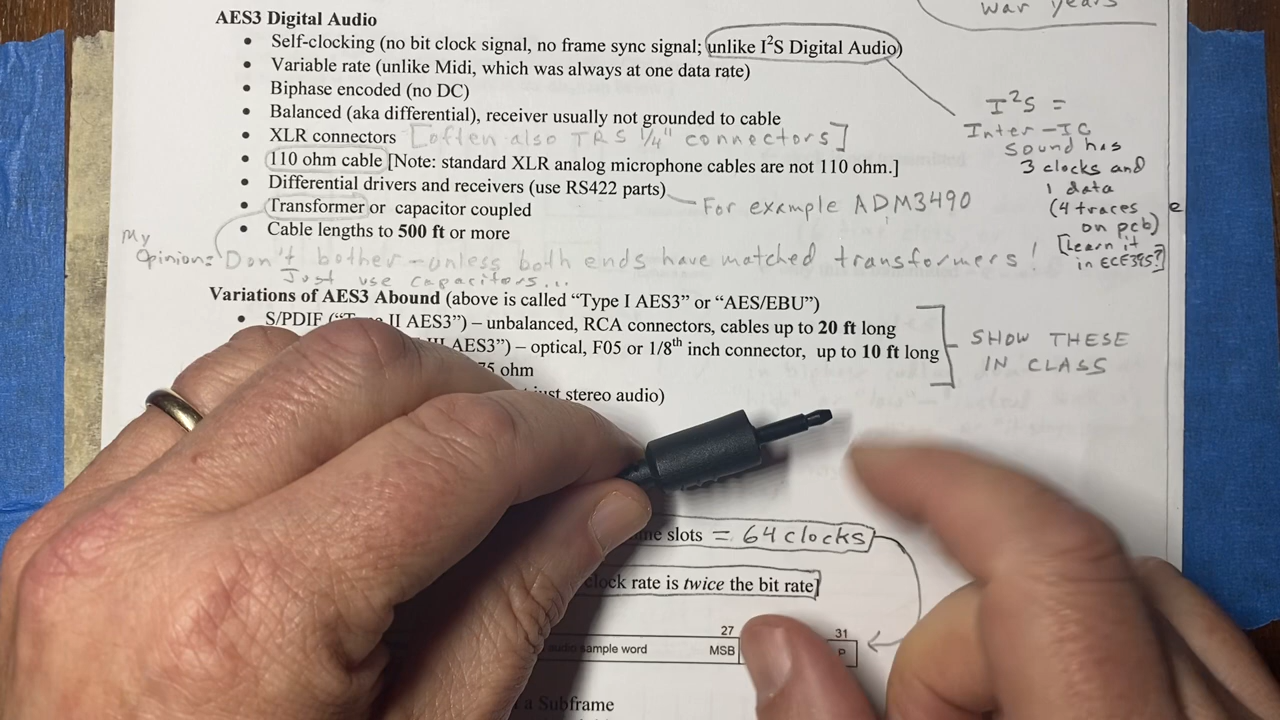 war years
AES3 Digital Audio
• Self-clocking (no bit clock signal, no frame sync signal; unlike I²S Digital Audio)
• Variable rate (unlike Midi, which was always at one data rate)
• Biphase encoded (no DC)
• Balanced (aka differential), receiver usually not grounded to cable
• XLR connectors [often also TRS 1/4" connectors]
• 110 ohm cable [Note: standard XLR analog microphone cables are not 110 ohm.]
• Differential drivers and receivers (use RS422 parts)
For example ADM3490
• Transformer or capacitor coupled
• Cable lengths to 500 ft or more
I²S =
Inter-IC
Sound has
3 clocks and
1 data
(4 traces
on pcb)
[Learn it
in ECE395?]
e
My
Opinion: Don't bother - unless both ends have matched transformers!
Just use capacitors...
Variations of AES3 Abound (above is called “Type I AES3” or “AES/EBU”)
• S/PDIF (“Type II AES3”) – unbalanced, RCA connectors, cables up to 20 ft long
III AES3”) – optical, F05 or 1/8th inch connector, up to 10 ft long
75 ohm
just stereo audio)
SHOW THESE
IN CLASS
slots = 64 clocks
clock rate is twice the bit rate]
27
31
audio sample word
MSB
P
a Subframe